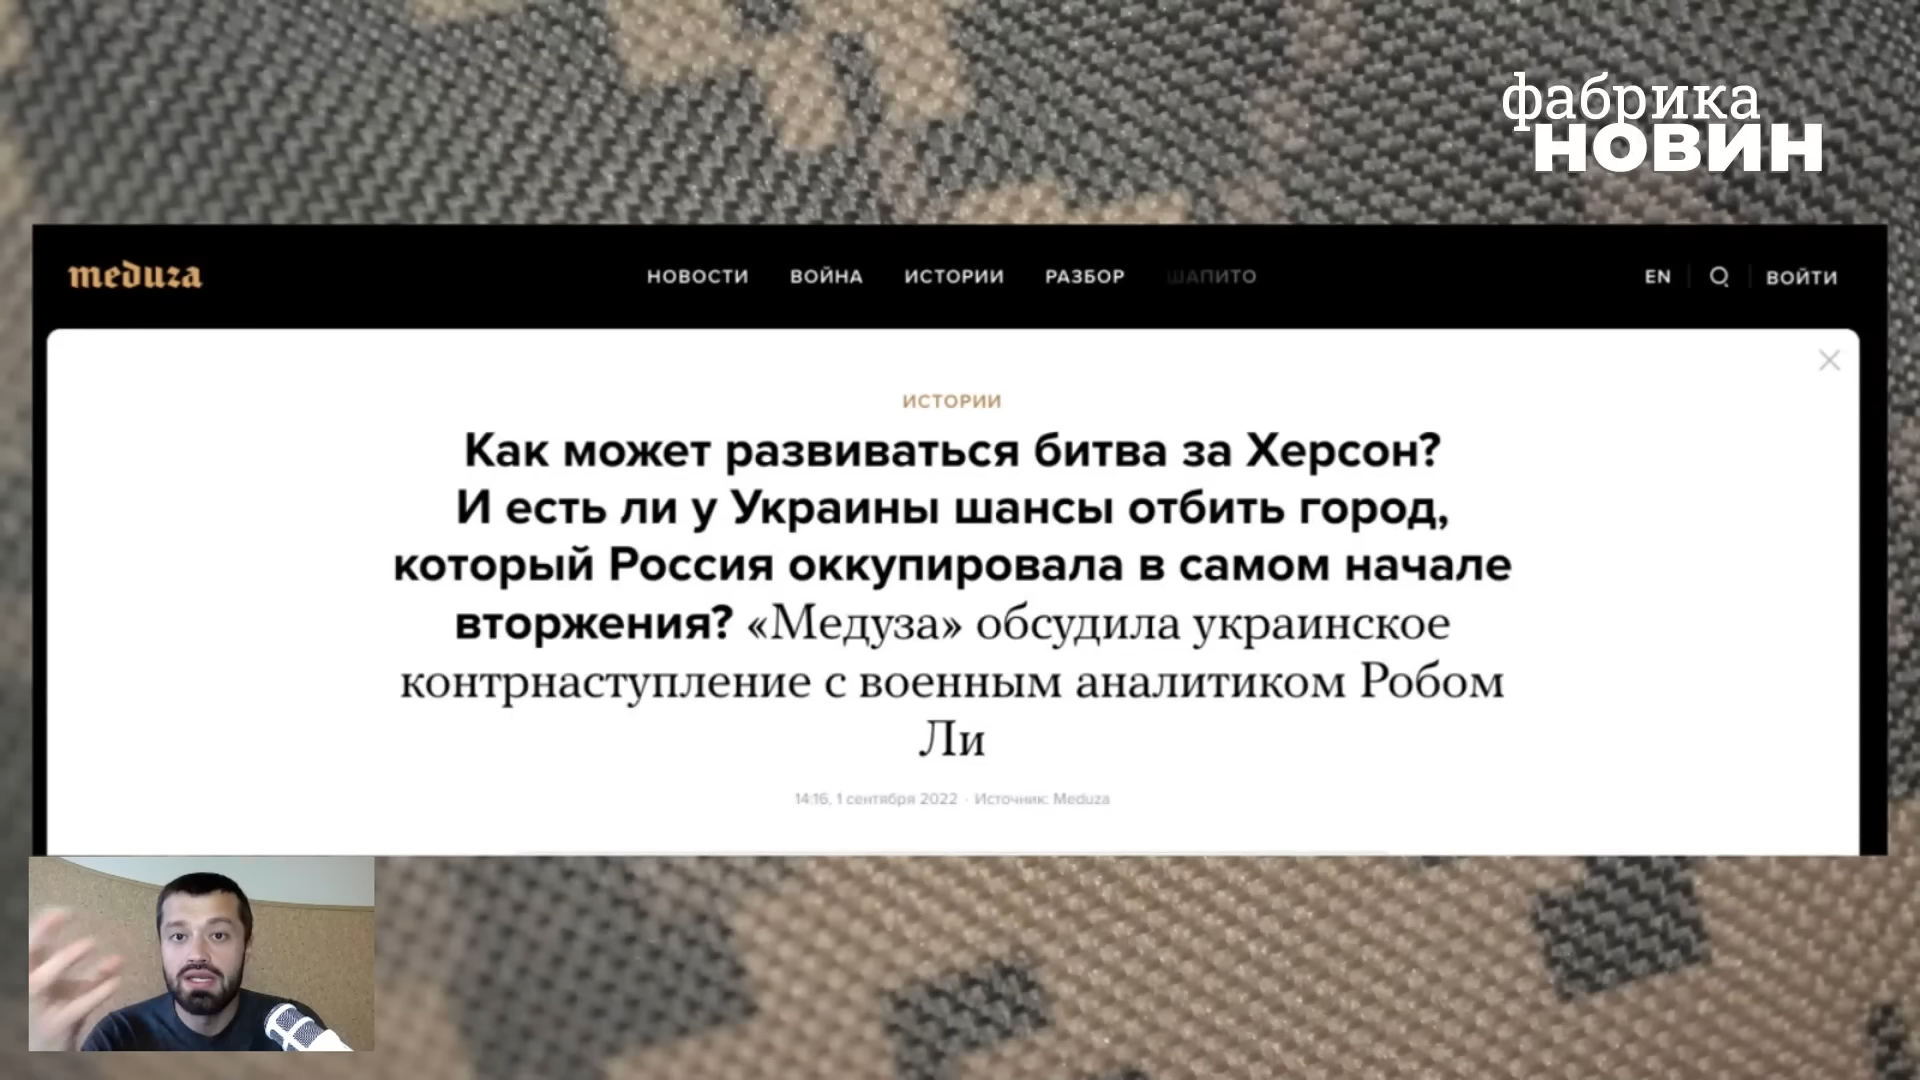 фабрика
новин
meduza
НОВОСТИ ВОЙНА ИСТОРИИ РАЗБОР ШАПИТО EN ВОЙТИ
ИСТОРИИ
Как может развиваться битва за Херсон?
И есть ли у Украины шансы отбить город,
который Россия оккупировала в самом начале
вторжения? «Медуза» обсудила украинское
контрнаступление с военным аналитиком Робом
Ли
14:16, 1 сентября 2022 · Источник: Meduza